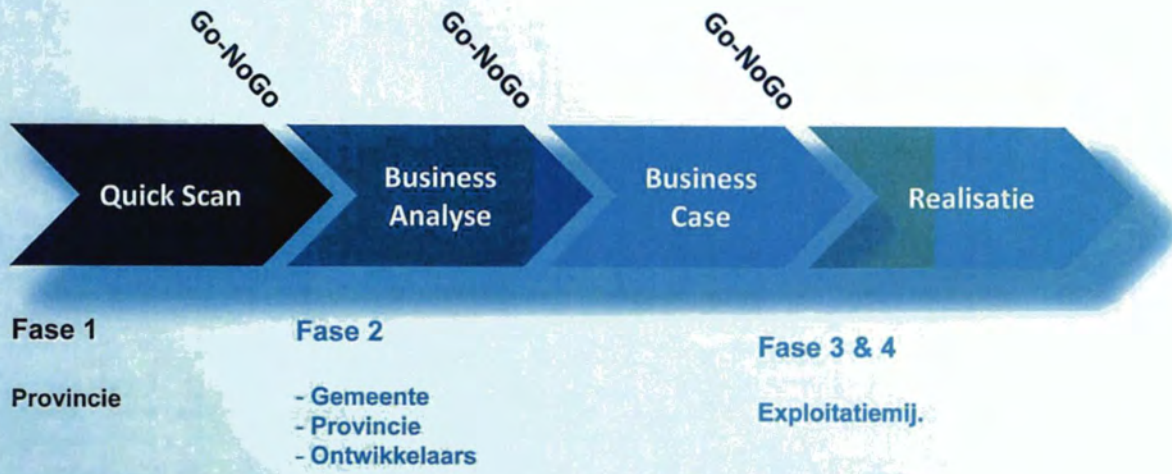 Go-NoGo
Go-NoGo
Go-NoGo
Quick Scan
Business
Analyse
Business
Case
Realisatie
Fase 1
Provincie
Fase 2
- Gemeente
- Provincie
- Ontwikkelaars
Fase 3 & 4
Exploitatiemij.